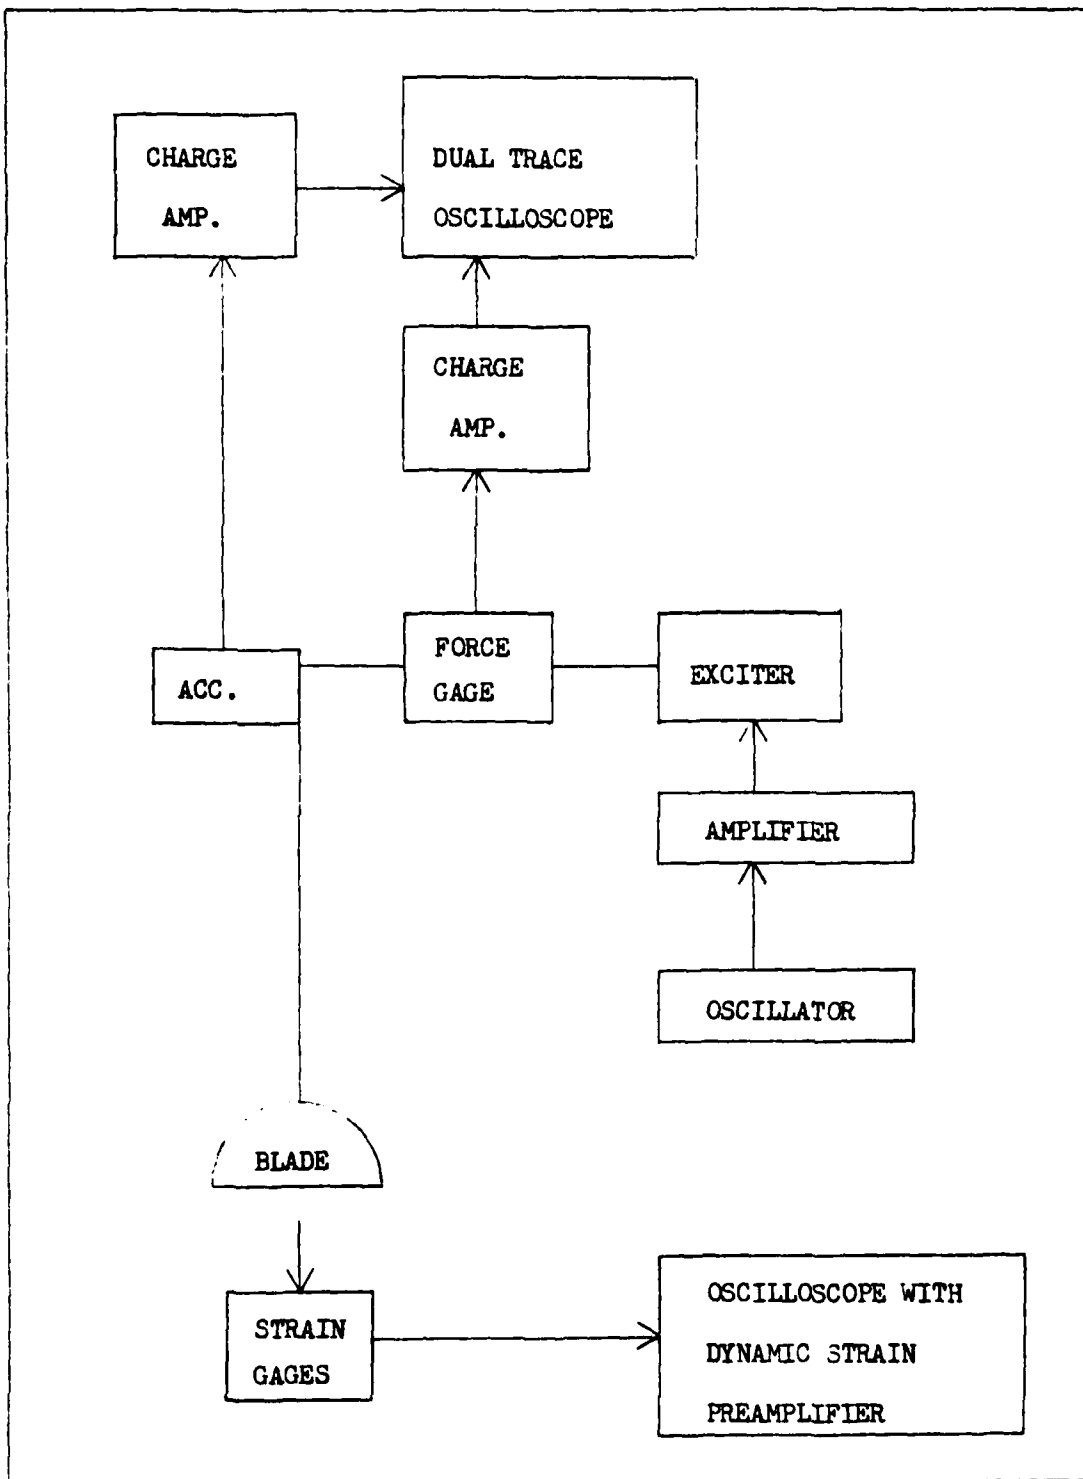 CHARGE
AMP.
DUAL TRACE
OSCILLOSCOPE
CHARGE
AMP.
ACC.
FORCE
GAGE
EXCITER
AMPLIFIER
OSCILLATOR
BLADE
STRAIN
GAGES
OSCILLOSCOPE WITH
DYNAMIC STRAIN
PREAMPLIFIER